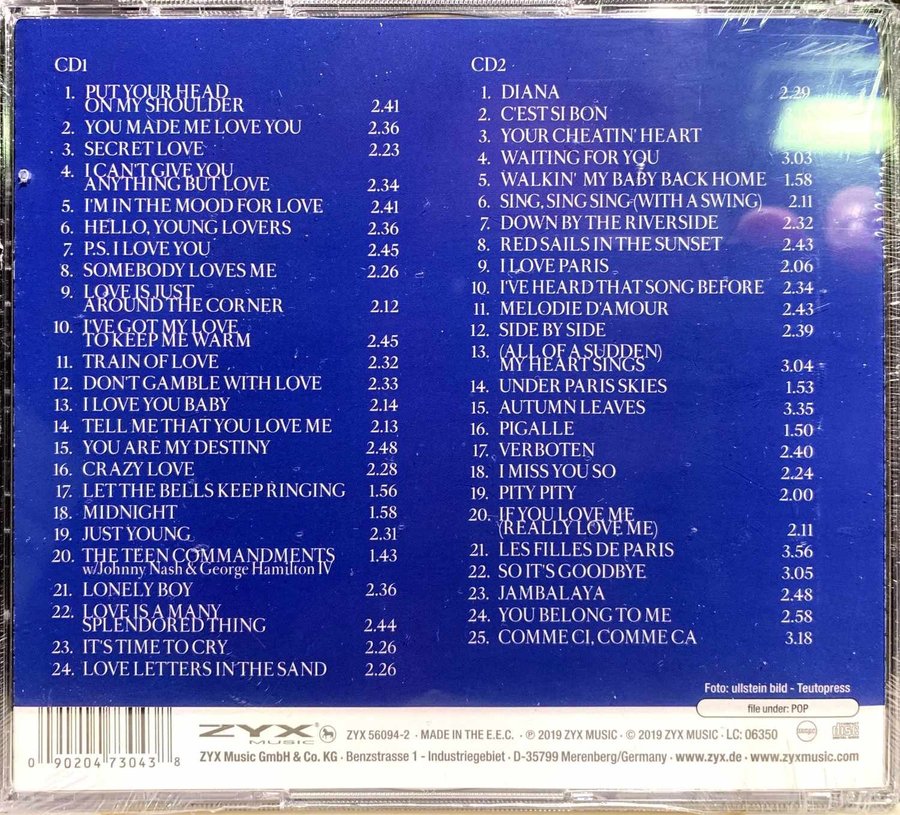 CD1
1. PUT YOUR HEAD
ON MY SHOULDER 2.41
2. YOU MADE ME LOVE YOU 2.36
3. SECRET LOVE 2.23
4. I CAN'T GIVE YOU
ANYTHING BUT LOVE 2.34
5. I'M IN THE MOOD FOR LOVE 2.41
6. HELLO, YOUNG LOVERS 2.36
7. P.S. I LOVE YOU 2.45
8. SOMEBODY LOVES ME 2.26
9. LOVE IS JUST
AROUND THE CORNER 2.12
10. I'VE GOT MY LOVE
TO KEEP ME WARM 2.45
11. TRAIN OF LOVE 2.32
12. DON'T GAMBLE WITH LOVE 2.33
13. I LOVE YOU BABY 2.14
14. TELL ME THAT YOU LOVE ME 2.13
15. YOU ARE MY DESTINY 2.48
16. CRAZY LOVE 2.28
17. LET THE BELLS KEEP RINGING 1.56
18. MIDNIGHT 1.58
19. JUST YOUNG 2.31
20. THE TEEN COMMANDMENTS 1.43
w/Johnny Nash & George Hamilton IV
21. LONELY BOY 2.36
22. LOVE IS A MANY
SPLENDORED THING 2.44
23. IT'S TIME TO CRY 2.26
24. LOVE LETTERS IN THE SAND 2.26
CD2
1. DIANA 2.29
2. C'EST SI BON
3. YOUR CHEATIN' HEART
4. WAITING FOR YOU 3.03
5. WALKIN' MY BABY BACK HOME 1.58
6. SING, SING SING (WITH A SWING) 2.11
7. DOWN BY THE RIVERSIDE 2.32
8. RED SAILS IN THE SUNSET 2.43
9. I LOVE PARIS 2.06
10. I'VE HEARD THAT SONG BEFORE 2.34
11. MELODIE D'AMOUR 2.43
12. SIDE BY SIDE 2.39
13. (ALL OF A SUDDEN)
MY HEART SINGS 3.04
14. UNDER PARIS SKIES 1.53
15. AUTUMN LEAVES 3.35
16. PIGALLE 1.50
17. VERBOTEN 2.40
18. I MISS YOU SO 2.24
19. PITY PITY 2.00
20. IF YOU LOVE ME
(REALLY LOVE ME) 2.11
21. LES FILLES DE PARIS 3.56
22. SO IT'S GOODBYE 3.05
23. JAMBALAYA 2.48
24. YOU BELONG TO ME 2.58
25. COMME CI, COMME CA 3.18
Foto: ullstein bild - Teutopress
file under: POP
ZYX® MUSIC
ZYX 56094-2 · MADE IN THE E.E.C. · ℗ 2019 ZYX MUSIC · © 2019 ZYX MUSIC · LC: 06350
ZYX Music GmbH & Co. KG · Benzstrasse 1 - Industriegebiet · D-35799 Merenberg/Germany · www.zyx.de · www.zyxmusic.com
0 90204 73043 8